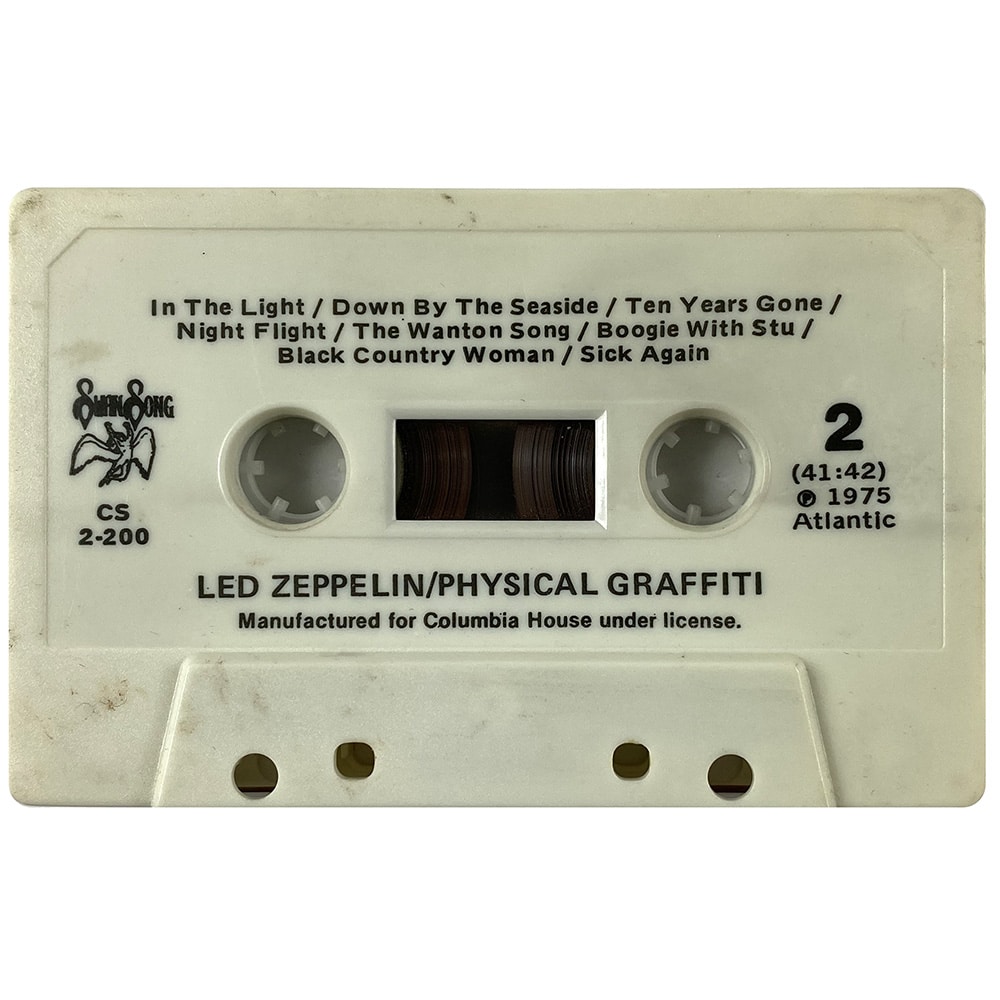 In The Light / Down By The Seaside / Ten Years Gone /
Night Flight / The Wanton Song / Boogie With Stu /
Black Country Woman / Sick Again
Swan Song
CS
2-200
2
(41:42)
℗ 1975
Atlantic
LED ZEPPELIN/PHYSICAL GRAFFITI
Manufactured for Columbia House under license.